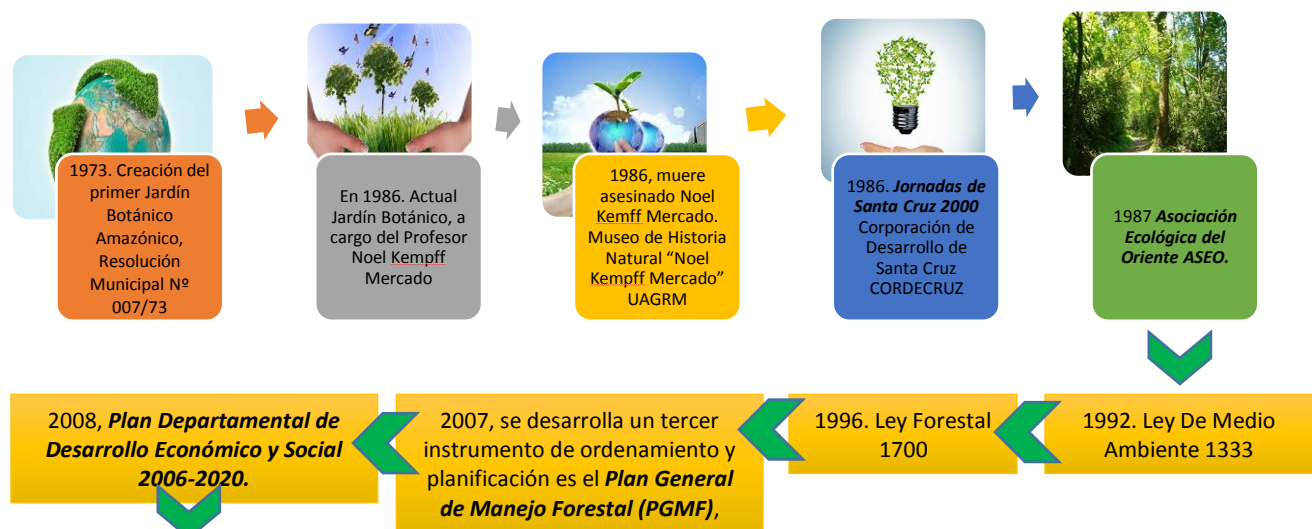 1973. Creación del
primer Jardín
Botánico
Amazónico,
Resolución
Municipal Nº
007/73
En 1986. Actual
Jardín Botánico, a
cargo del Profesor
Noel Kempff
Mercado
1986, muere
asesinado Noel
Kemff Mercado.
Museo de Historia
Natural “Noel
Kempff Mercado”
UAGRM
1986. Jornadas de
Santa Cruz 2000
Corporación de
Desarrollo de
Santa Cruz
CORDECRUZ
1987 Asociación
Ecológica del
Oriente ASEO.
1992. Ley De Medio
Ambiente 1333
1996. Ley Forestal
1700
2007, se desarrolla un tercer
instrumento de ordenamiento y
planificación es el Plan General
de Manejo Forestal (PGMF),
2008, Plan Departamental de
Desarrollo Económico y Social
2006-2020.